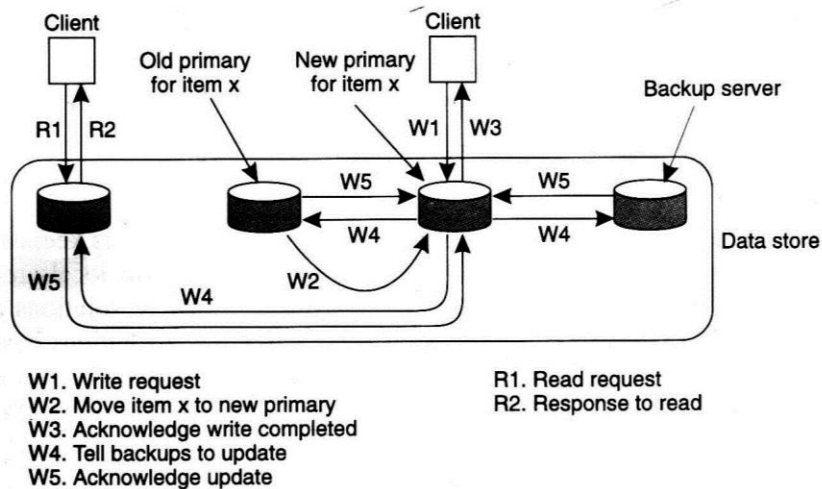 Client
Client
Old primary
for item x
New primary
for item x
Backup server
R1
R2
W1
W3
W5
W5
W4
W4
Data store
W5
W4
W2
W1. Write request
W2. Move item x to new primary
W3. Acknowledge write completed
W4. Tell backups to update
W5. Acknowledge update
R1. Read request
R2. Response to read